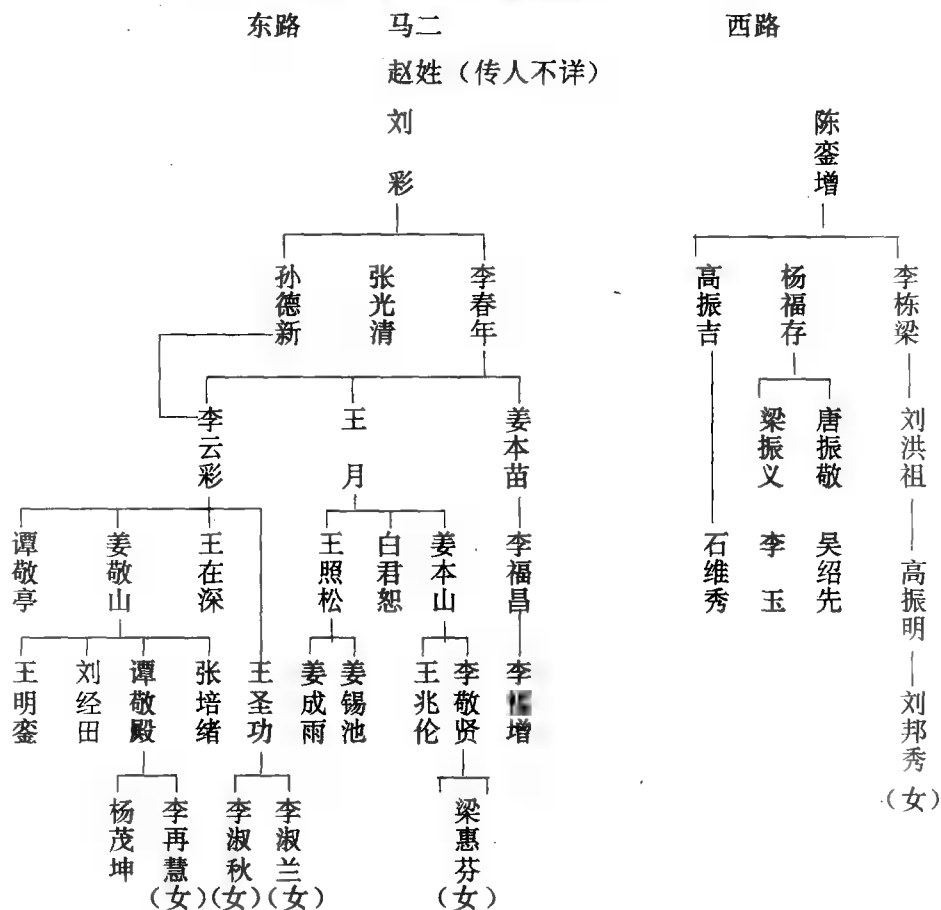 东路 马二 西路
赵姓（传人不详）
刘彩
陈銮增
孙德新
张光清
李春年
高振吉
杨福存
李栋梁
李云彩
王月
姜本苗
梁振义
唐振敬
刘洪祖
谭敬亭
姜敬山
王在深
王照松
白君恕
姜本山
李福昌
石维秀
李玉
吴绍先
高振明
王明銮
刘经田
谭敬殿
张培绪
王圣功
姜成雨
姜锡池
王兆伦
李敬贤
李增
刘邦秀（女）
杨茂坤
李再慧（女）
李淑秋（女）
李淑兰（女）
梁惠芬（女）